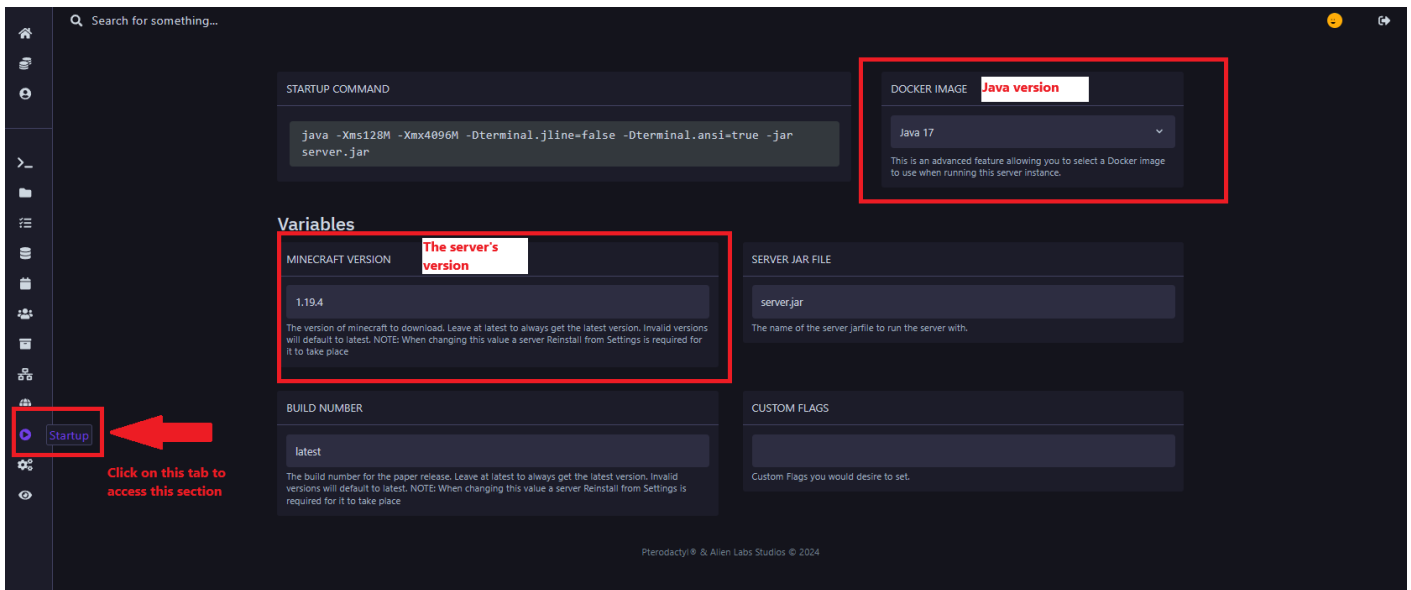 Search for something...
STARTUP COMMAND
java -Xms128M -Xmx4096M -Dterminal.jline=false -Dterminal.ansi=true -jar
server.jar
DOCKER IMAGE
Java version
Java 17
This is an advanced feature allowing you to select a Docker image
to use when running this server instance.
Variables
MINECRAFT VERSION
The server's
version
1.19.4
The version of minecraft to download. Leave at latest to always get the latest version. Invalid versions
will default to latest. NOTE: When changing this value a server Reinstall from Settings is required for
it to take place
SERVER JAR FILE
server.jar
The name of the server jarfile to run the server with.
Startup
Click on this tab to
access this section
BUILD NUMBER
latest
The build number for the paper release. Leave at latest to always get the latest version. Invalid
versions will default to latest. NOTE: When changing this value a server Reinstall from Settings is
required for it to take place
CUSTOM FLAGS
Custom Flags you would desire to set.
Pterodactyl® & Alien Labs Studios © 2024